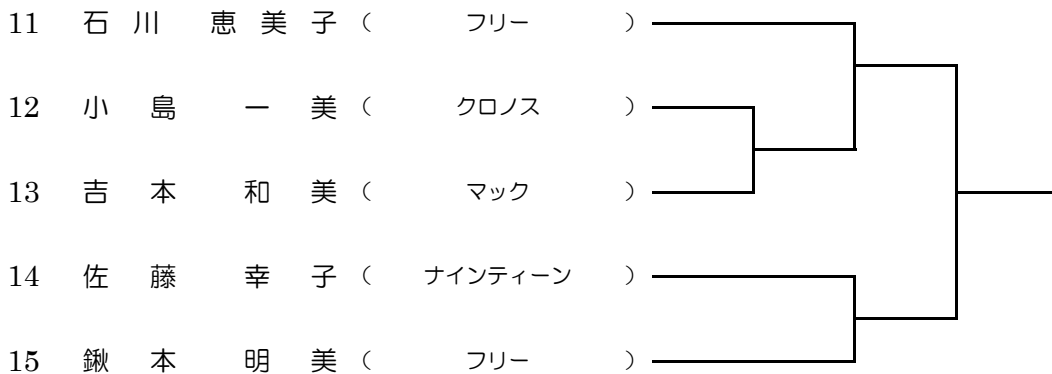 11 石川 恵美子（ フリー ）
12 小島 一美（ クロノス ）
13 吉本 和美（ マック ）
14 佐藤 幸子（ ナインティーン ）
15 鍬本 明美（ フリー ）